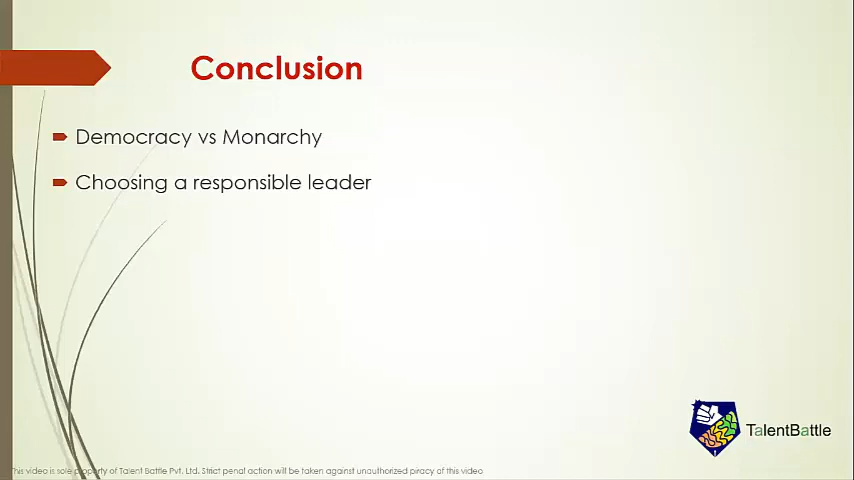 Conclusion
Democracy vs Monarchy
Choosing a responsible leader
TalentBattle
This video is sole property of Talent Battle Pvt. Ltd. Strict penal action will be taken against unauthorized piracy of this video